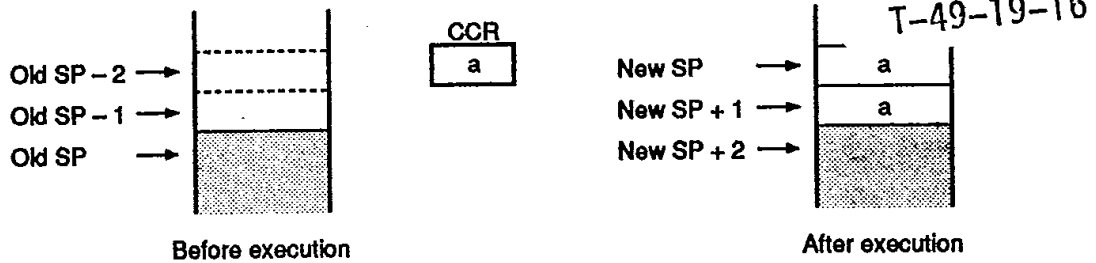 T-49-19-16
CCR
a
Old SP – 2
Old SP – 1
Old SP
Before execution
New SP
a
New SP + 1
a
New SP + 2
After execution